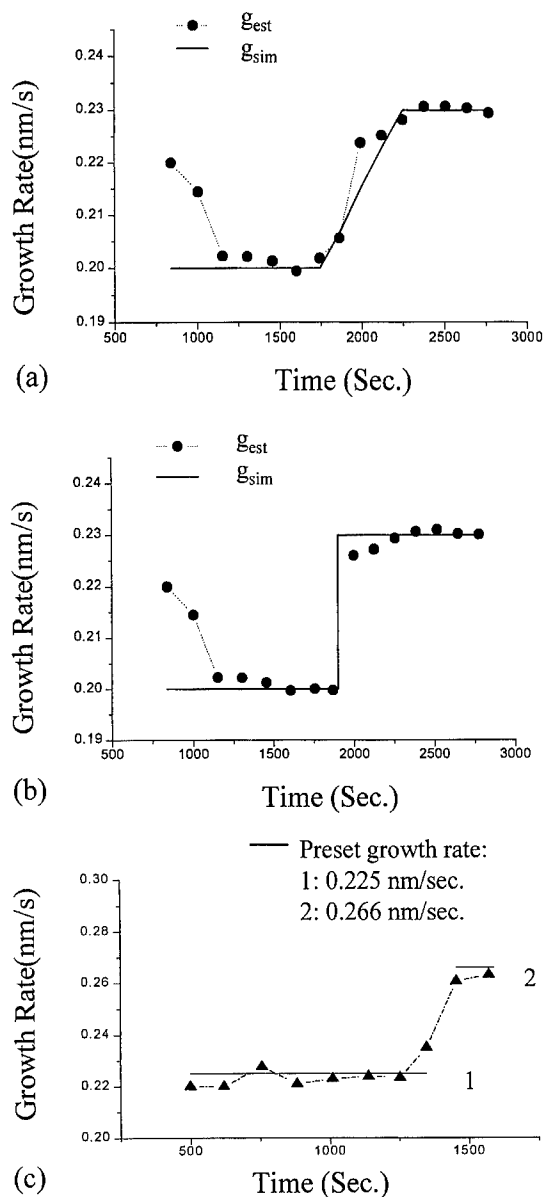 g_est
g_sim
0.24
0.23
0.22
0.21
0.20
0.19
Growth Rate(nm/s)
500 1000 1500 2000 2500 3000
(a)
Time (Sec.)
g_est
g_sim
0.24
0.23
0.22
0.21
0.20
0.19
Growth Rate(nm/s)
500 1000 1500 2000 2500 3000
(b)
Time (Sec.)
Preset growth rate:
1: 0.225 nm/sec.
2: 0.266 nm/sec.
0.30
0.28
0.26
0.24
0.22
0.20
Growth Rate(nm/s)
2
1
500 1000 1500
(c)
Time (Sec.)